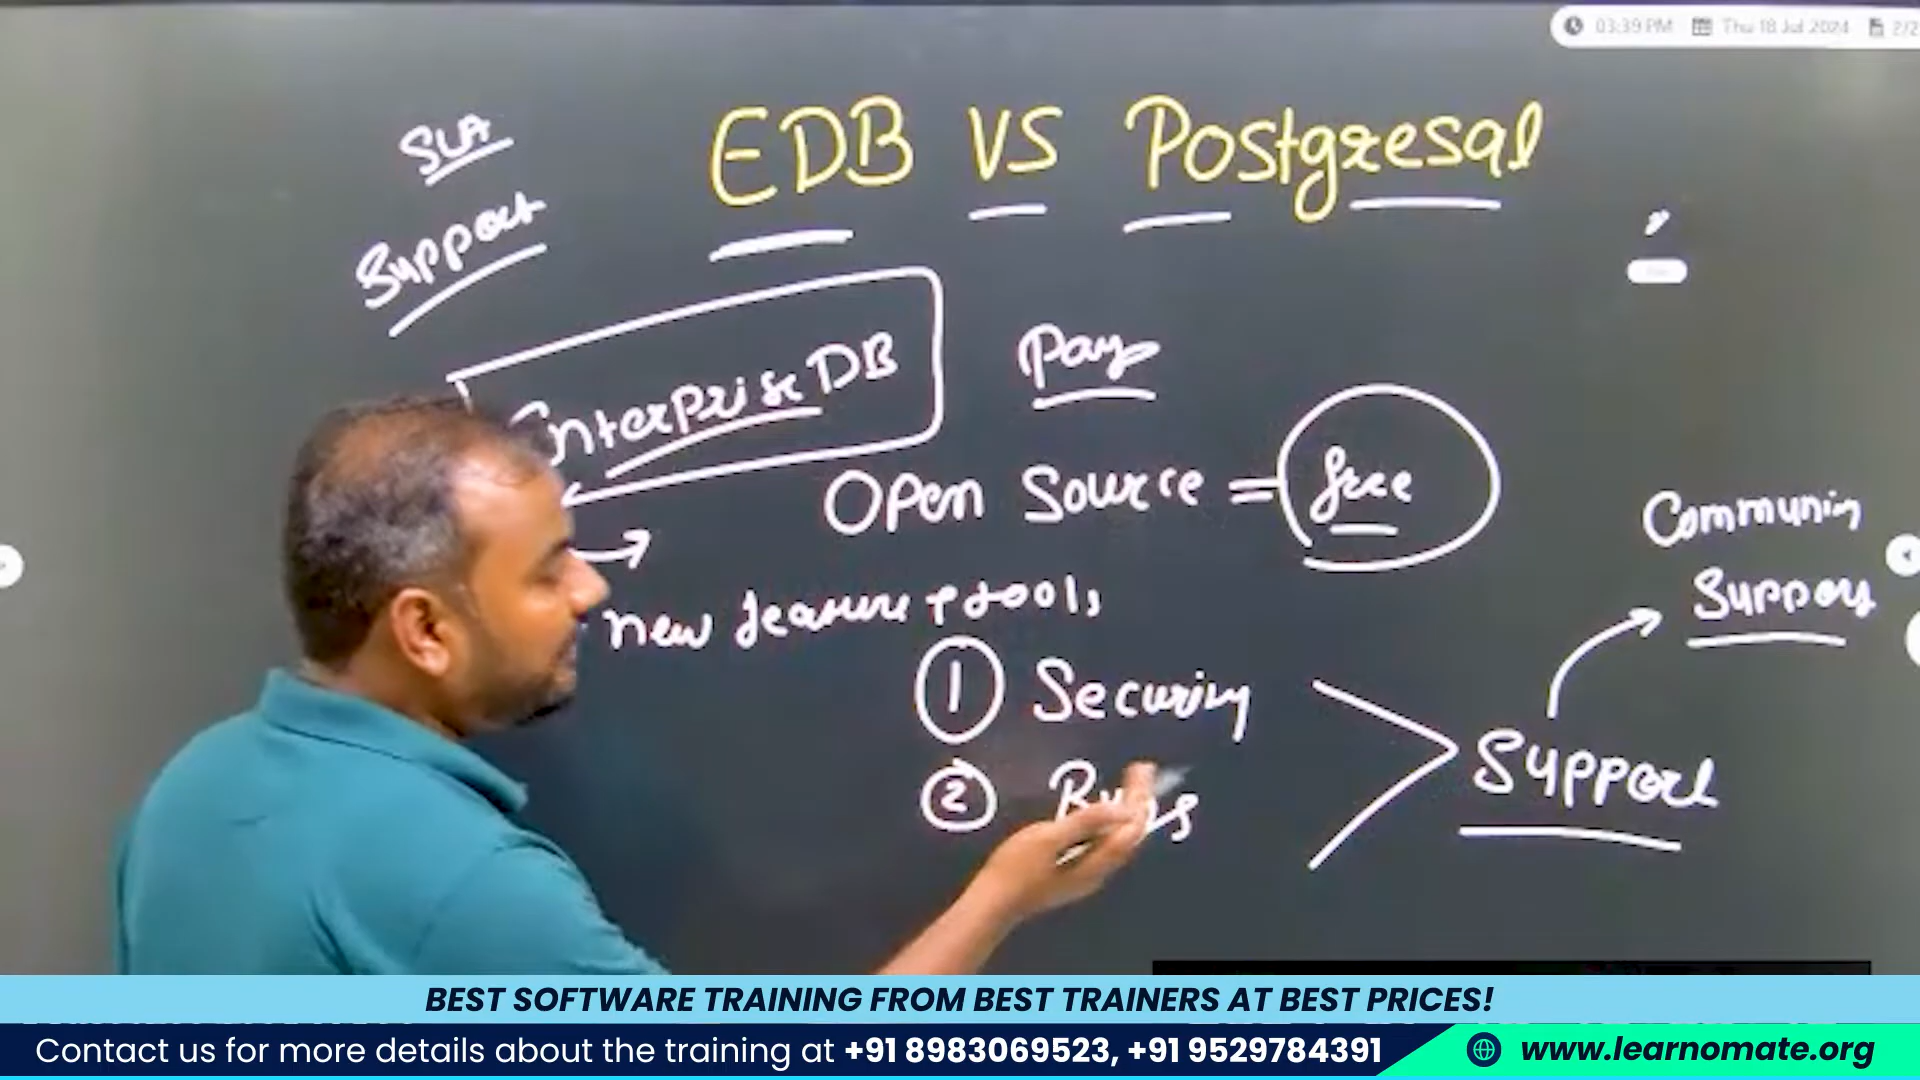 03:39 PM Thu 18 Jul 2024 2/2
EDB VS Postgresql
SLA
Support
EnterpriseDB
Pay
Open Source = free
Community
Support
new feature + tools
1 Security
2 Bugs
Support
BEST SOFTWARE TRAINING FROM BEST TRAINERS AT BEST PRICES!
Contact us for more details about the training at +91 8983069523, +91 9529784391
www.learnomate.org